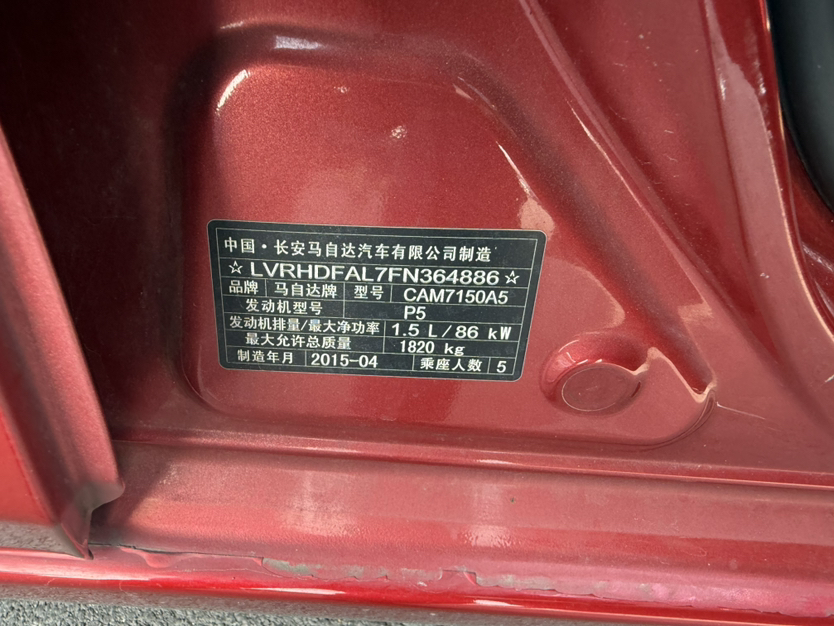 中国·长安马自达汽车有限公司制造
☆LVRHDFAL7FN364886☆
品牌 马自达牌 型号 CAM7150A5
发动机型号 P5
发动机排量/最大净功率 1.5 L/86 kW
最大允许总质量 1820 kg
制造年月 2015-04 乘座人数 5